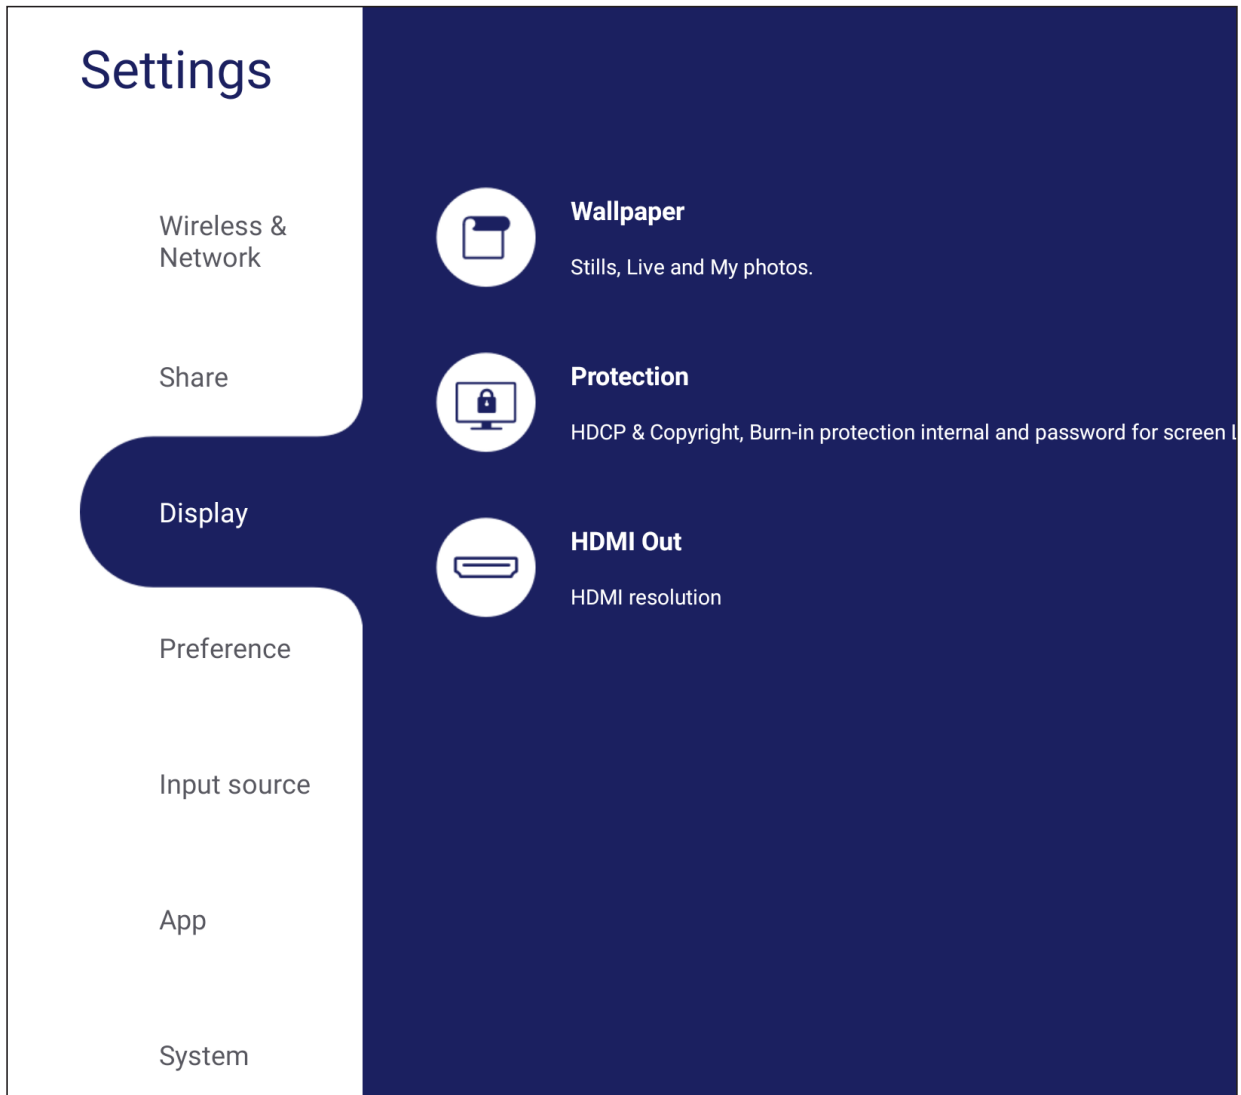 Settings
Wireless &
Network
Share
Display
Preference
Input source
App
System
Wallpaper
Stills, Live and My photos.
Protection
HDCP & Copyright, Burn-in protection internal and password for screen
HDMI Out
HDMI resolution